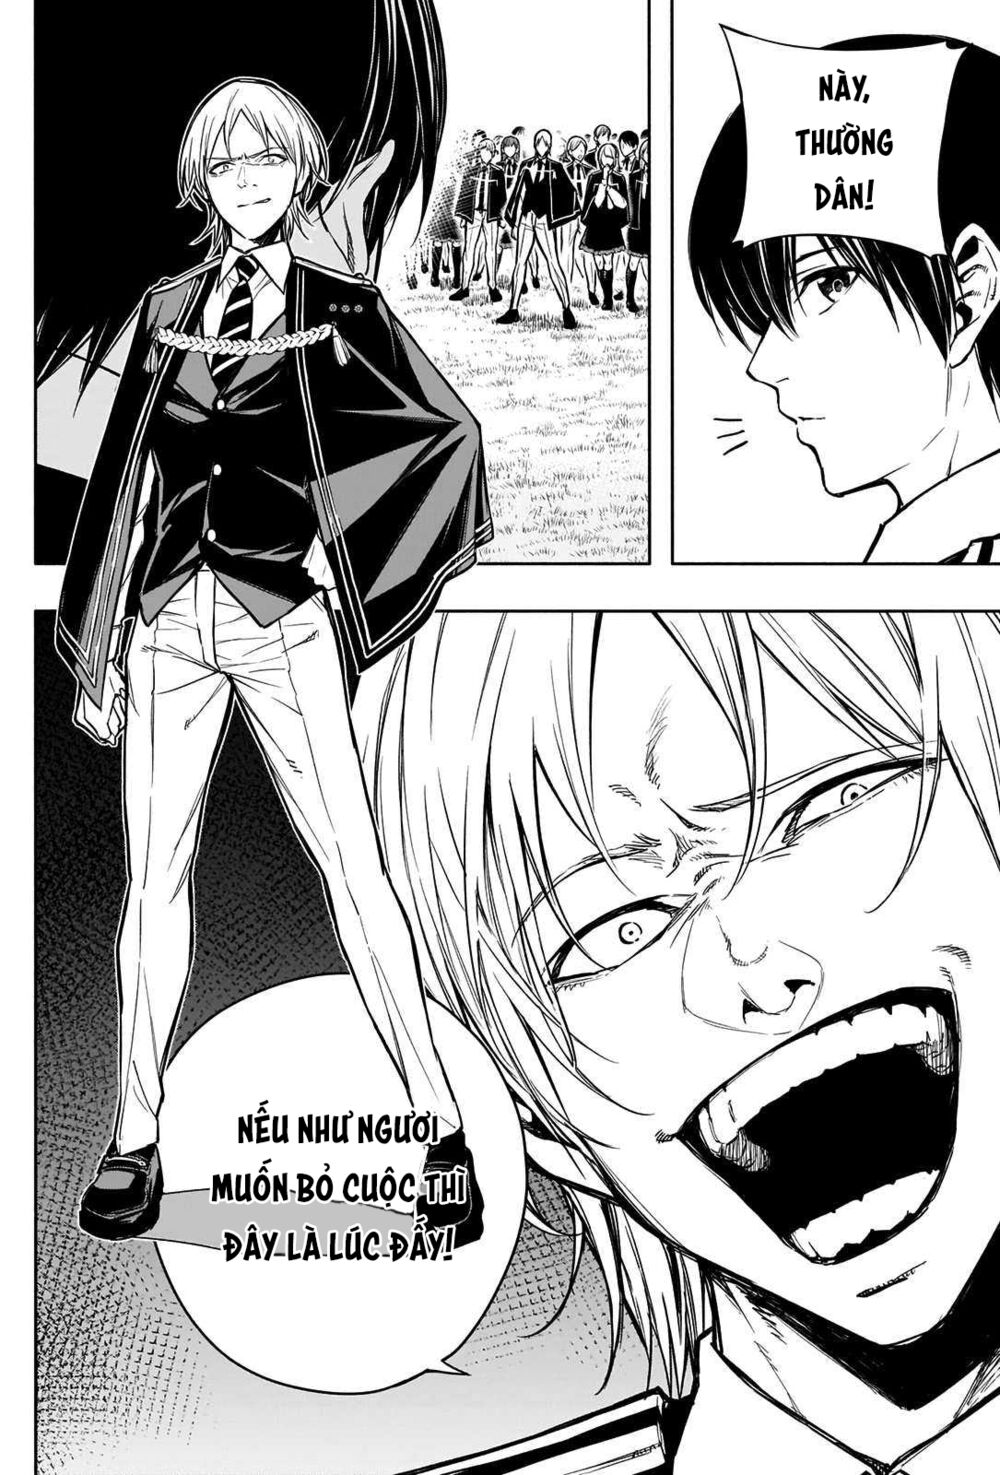 NÀY,
THƯỜNG
DÂN!
NẾU NHƯ NGƯƠI
MUỐN BỎ CUỘC THÌ
ĐÂY LÀ LÚC ĐẤY!